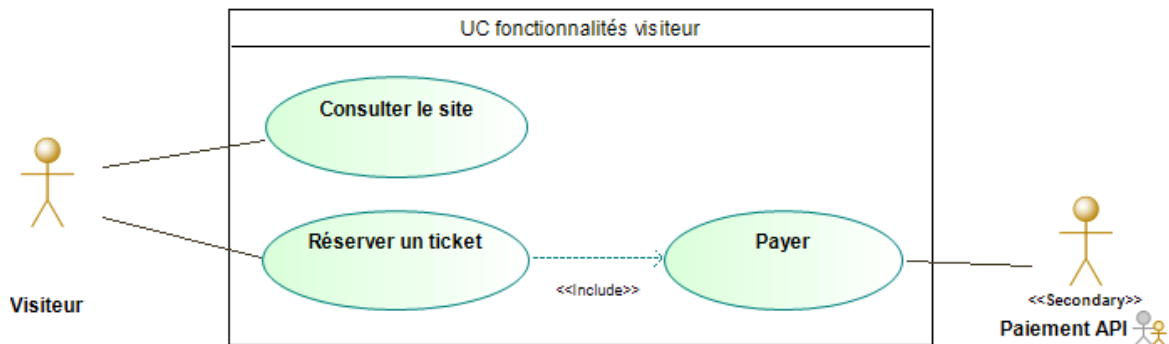 UC fonctionnalités visiteur
Consulter le site
Réserver un ticket
Payer
<<Include>>
Visiteur
<<Secondary>>
Paiement API